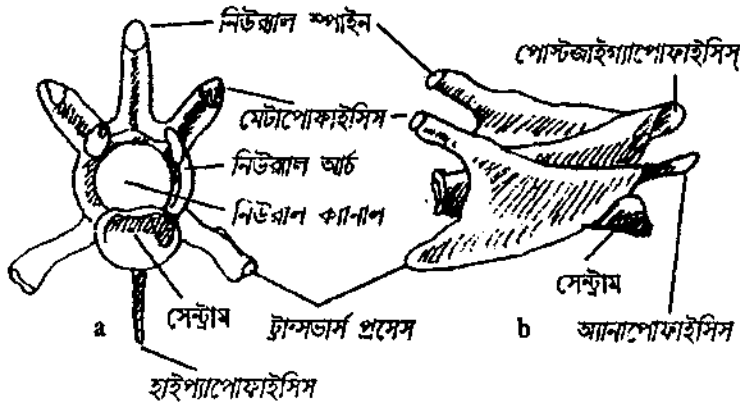 নিউরাল স্পাইন
পোস্টজাইগ্যাপোফাইসিস্
মেটাপোফাইসিস
নিউরাল আর্চ
নিউরাল ক্যানাল
সেন্ট্রাম
সেন্ট্রাম
a
ট্রান্সভার্স প্রসেস
b
অ্যানাপোফাইসিস
হাইপ্যাপোফাইসিস